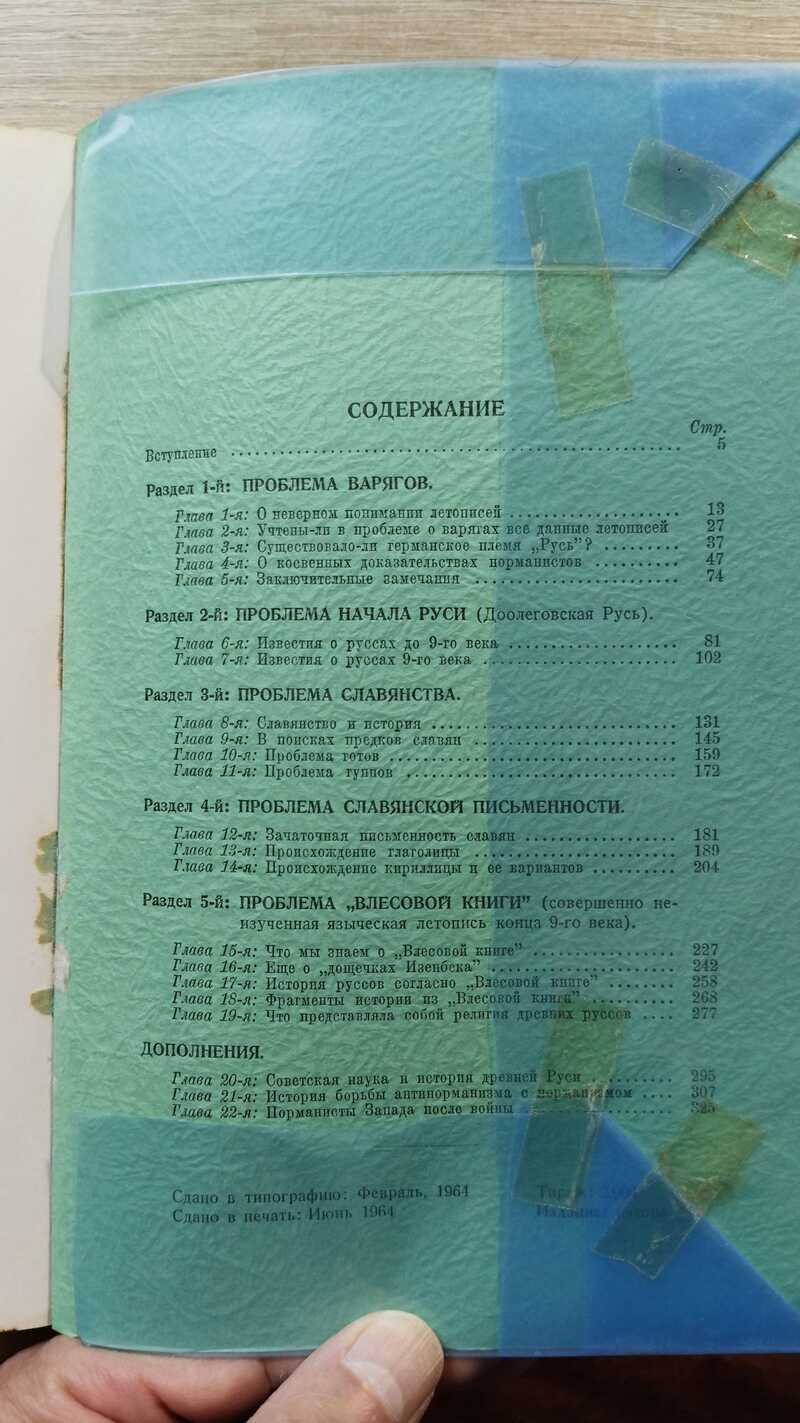 СОДЕРЖАНИЕ
Стр.
Вступление 5
Раздел 1-й: ПРОБЛЕМА ВАРЯГОВ.
Глава 1-я: О неверном понимании летописей 13
Глава 2-я: Учтены-ли в проблеме о варягах все данные летописей 27
Глава 3-я: Существовало-ли германское племя „Русь”? 37
Глава 4-я: О косвенных доказательствах норманистов 47
Глава 5-я: Заключительные замечания 74
Раздел 2-й: ПРОБЛЕМА НАЧАЛА РУСИ (Доолеговская Русь).
Глава 6-я: Известия о руссах до 9-го века 81
Глава 7-я: Известия о руссах 9-го века 102
Раздел 3-й: ПРОБЛЕМА СЛАВЯНСТВА.
Глава 8-я: Славянство и история 131
Глава 9-я: В поисках предков славян 145
Глава 10-я: Проблема готов 159
Глава 11-я: Проблема гуннов 172
Раздел 4-й: ПРОБЛЕМА СЛАВЯНСКОЙ ПИСЬМЕННОСТИ.
Глава 12-я: Зачаточная письменность славян 181
Глава 13-я: Происхождение глаголицы 189
Глава 14-я: Происхождение кириллицы и ее вариантов 204
Раздел 5-й: ПРОБЛЕМА „ВЛЕСОВОЙ КНИГИ” (совершенно не-
изученная языческая летопись конца 9-го века).
Глава 15-я: Что мы знаем о „Влесовой книге” 227
Глава 16-я: Еще о „дощечках Изенбека” 242
Глава 17-я: История руссов согласно „Влесовой книге” 258
Глава 18-я: Фрагменты истории из „Влесовой книги” 268
Глава 19-я: Что представляла собой религия древних руссов 277
ДОПОЛНЕНИЯ.
Глава 20-я: Советская наука и история древней Руси 295
Глава 21-я: История борьбы антинорманизма с норманизмом 307
Глава 22-я: Норманисты Запада после войны 325
Сдано в типографию: Февраль, 1964
Сдано в печать: Июнь 1964